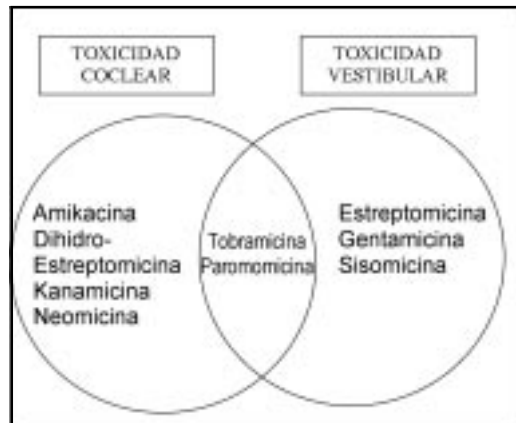 TOXICIDAD
COCLEAR
TOXICIDAD
VESTIBULAR
Amikacina
Dihidro-
Estreptomicina
Kanamicina
Neomicina
Tobramicina
Paromomicina
Estreptomicina
Gentamicina
Sisomicina